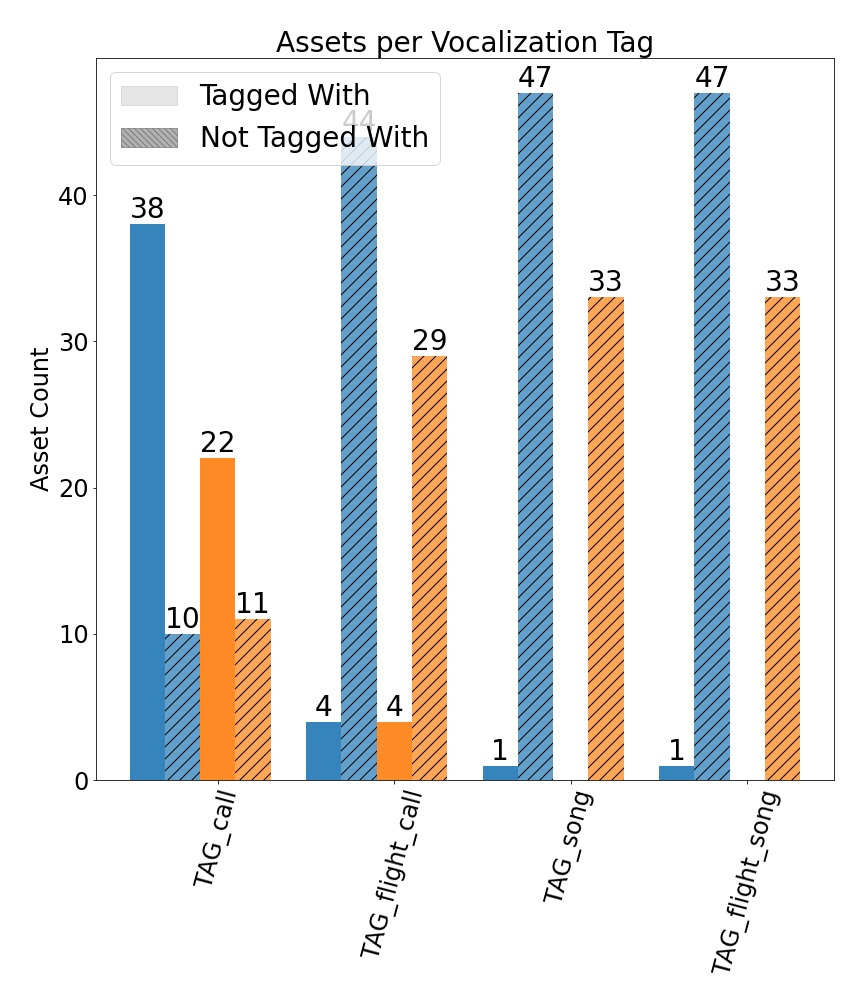 Assets per Vocalization Tag
Tagged With
Not Tagged With
Asset Count
40
30
20
10
0
38
10
22
11
4
44
4
29
1
47
33
1
47
33
TAG_call
TAG_flight_call
TAG_song
TAG_flight_song